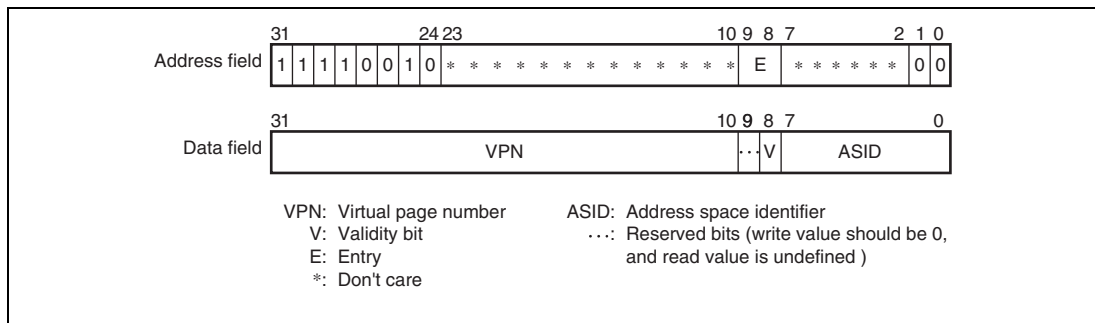 31 24 23 10 9 8 7 2 1 0
Address field 1 1 1 1 0 0 1 0 * * * * * * * * * * * * * E * * * * * * 0 0
31 10 9 8 7 0
Data field VPN ··· V ASID
VPN: Virtual page number ASID: Address space identifier
V: Validity bit ···: Reserved bits (write value should be 0,
E: Entry and read value is undefined )
*: Don't care